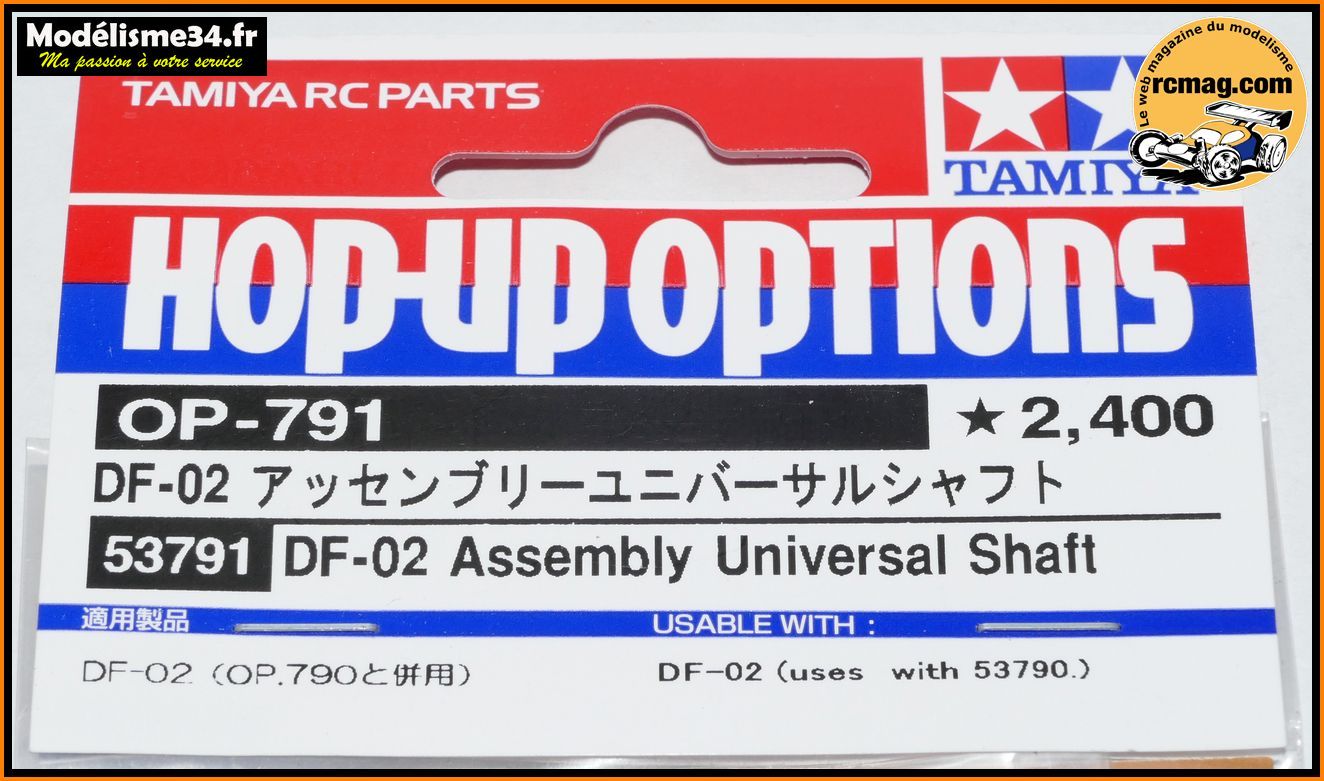 Modélisme34.fr
Ma passion à votre service
Le web magazine du modelisme
rcmag.com
TAMIYA RC PARTS
TAMIYA
HOP-UP OPTIONS
OP-791
★2,400
DF-02 アッセンブリーユニバーサルシャフト
53791 DF-02 Assembly Universal Shaft
適用製品
USABLE WITH :
DF-02 (OP.790と併用)
DF-02 (uses with 53790.)